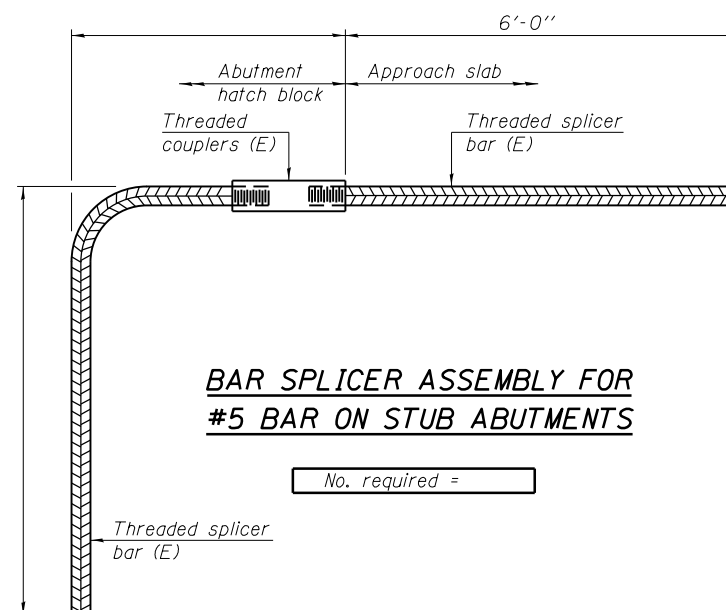 6'-0"
Abutment
hatch block
Approach slab
Threaded
couplers (E)
Threaded splicer
bar (E)
BAR SPLICER ASSEMBLY FOR
#5 BAR ON STUB ABUTMENTS
No. required =
Threaded splicer
bar (E)